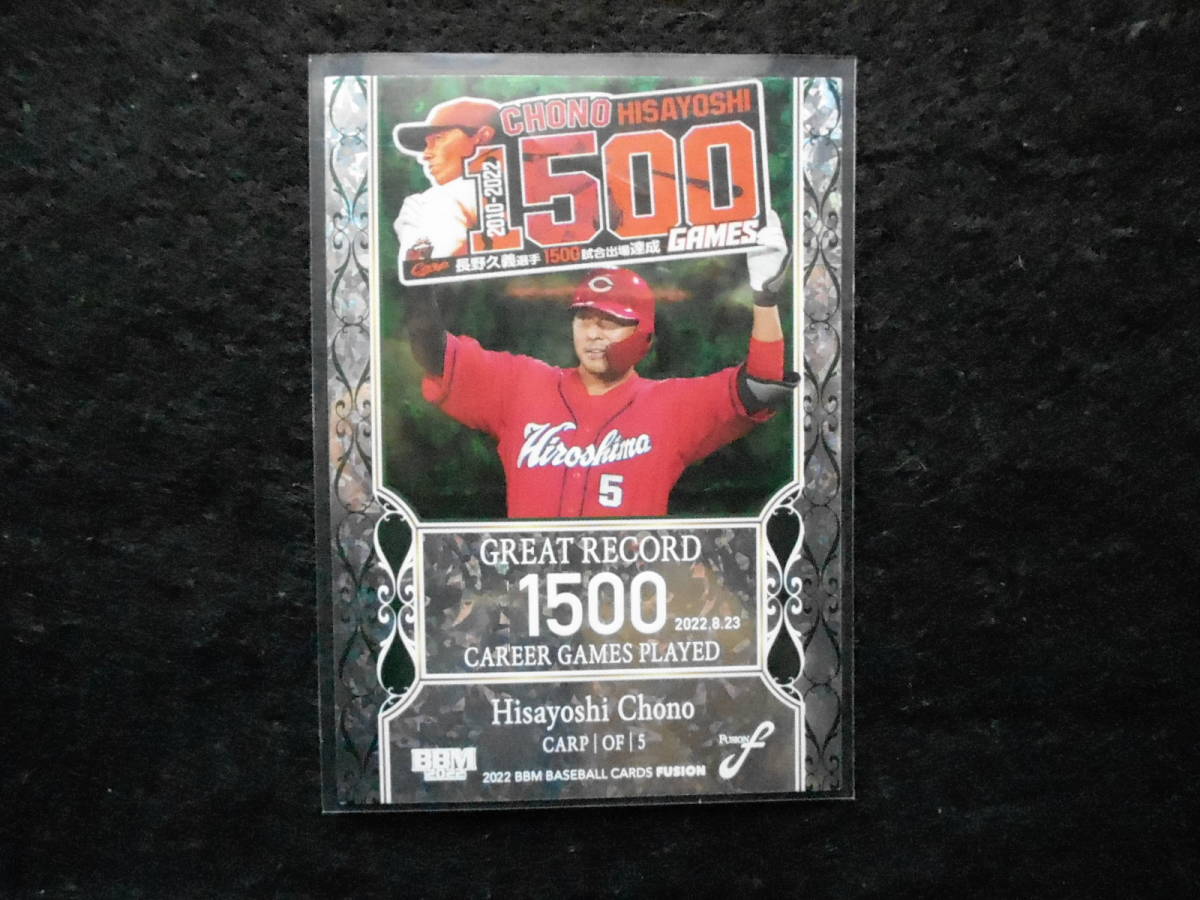 CHONO HISAYOSHI
2010-2022
1500
GAMES
Carp 長野久義選手 1500試合出場達成
C
Hiroshima
5
GREAT RECORD
1500 2022.8.23
CAREER GAMES PLAYED
Hisayoshi Chono
CARP | OF | 5
BBM
2022
2022 BBM BASEBALL CARDS FUSION
FUSION f